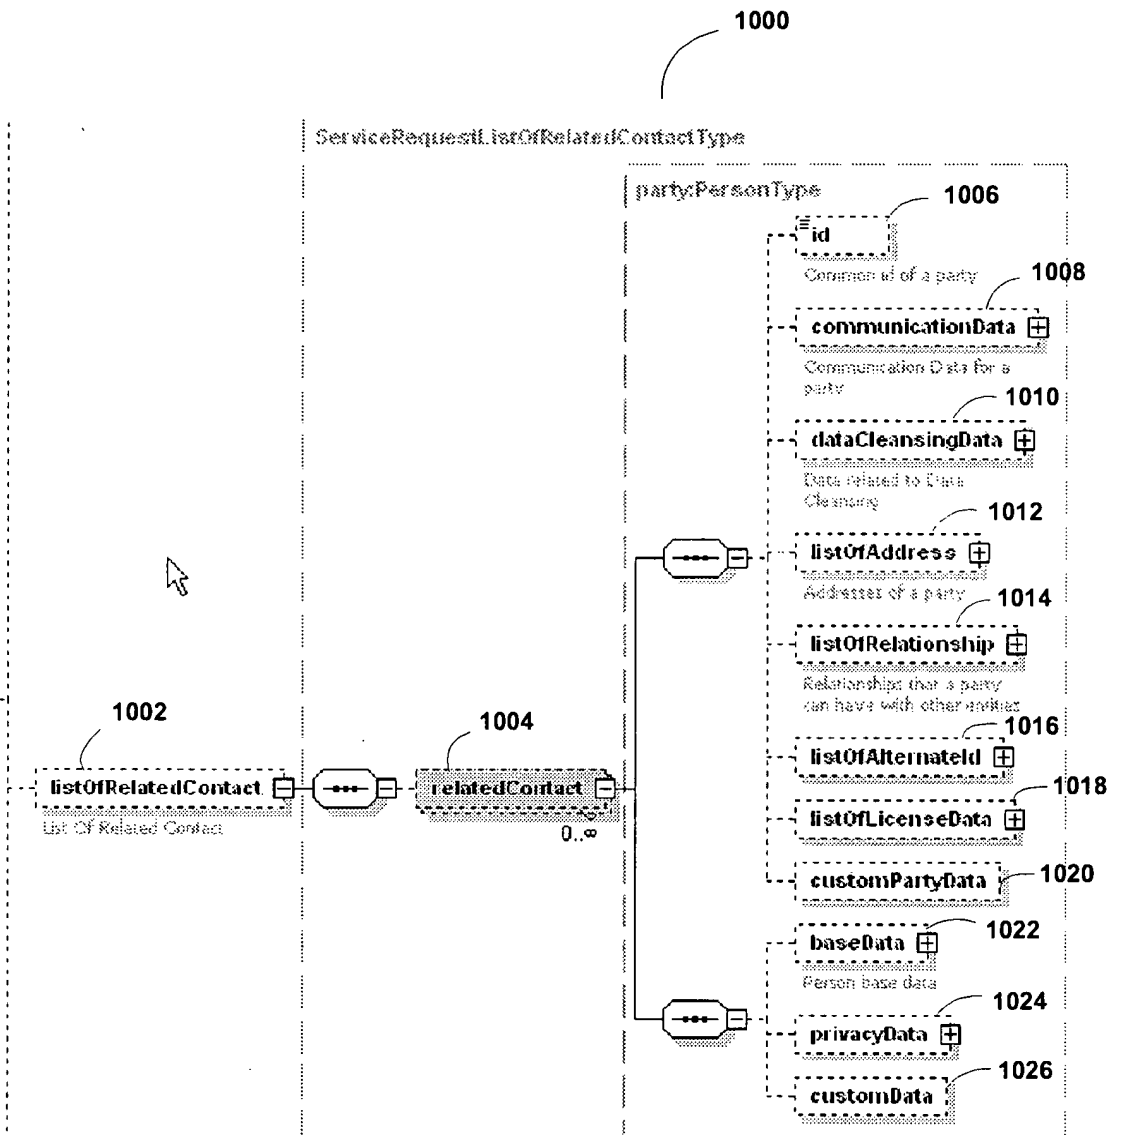 1000
ServiceRequestListOfRelatedContactType
party:PersonType
1006
id
Common id of a party
1008
communicationData
Communication Data for a
party
1010
dataCleansingData
Data related to Data
Cleansing
1012
listOfAddress
Addresses of a party
1014
listOfRelationship
Relationships that a party
can have with other entities
1002
listOfRelatedContact
List Of Related Contact
1004
relatedContact
0..∞
1016
listOfAlternateId
1018
listOfLicenseData
1020
customPartyData
1022
baseData
Person base data
1024
privacyData
1026
customData